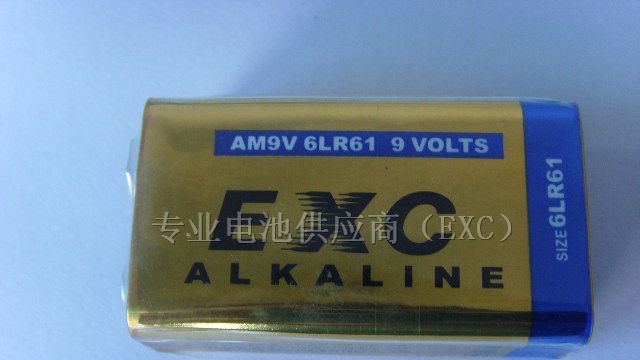 AM9V 6LR61 9 VOLTS
EXC
专业电池供应商（EXC）
ALKALINE
SIZE 6LR61